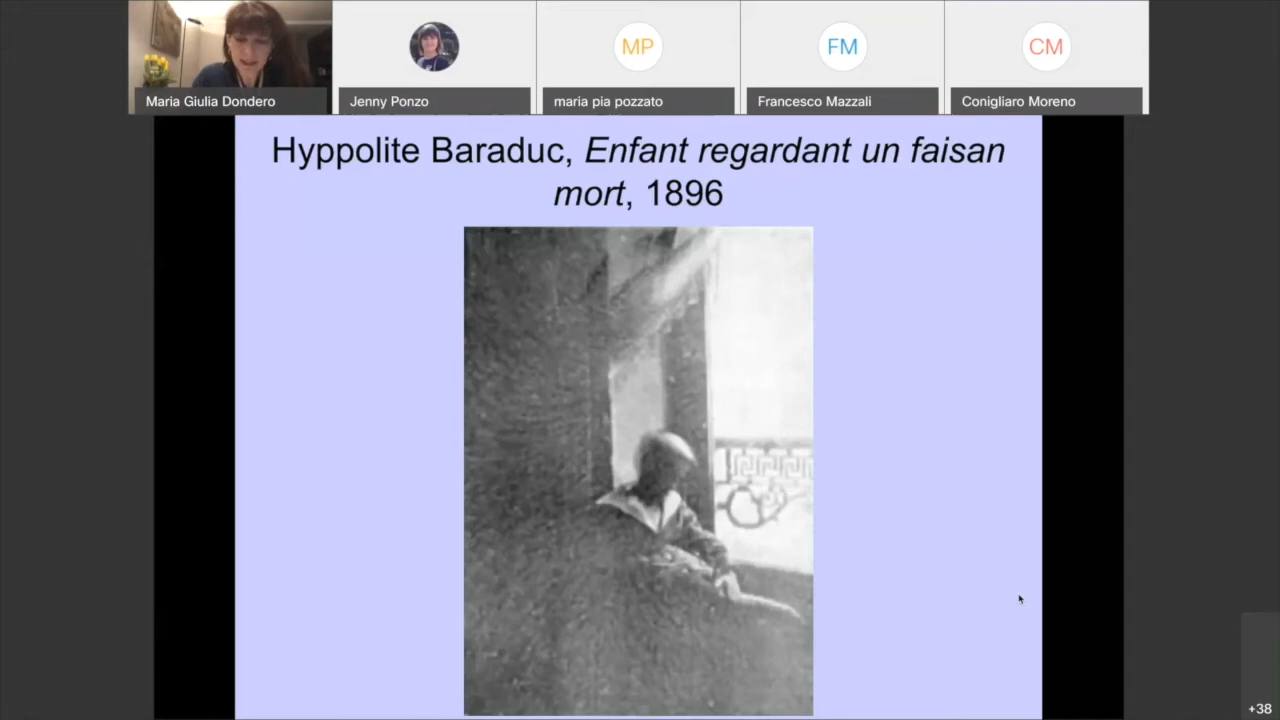 Maria Giulia Dondero
Jenny Ponzo
MP
maria pia pozzato
FM
Francesco Mazzali
CM
Conigliaro Moreno
Hyppolite Baraduc, Enfant regardant un faisan
mort, 1896
+38